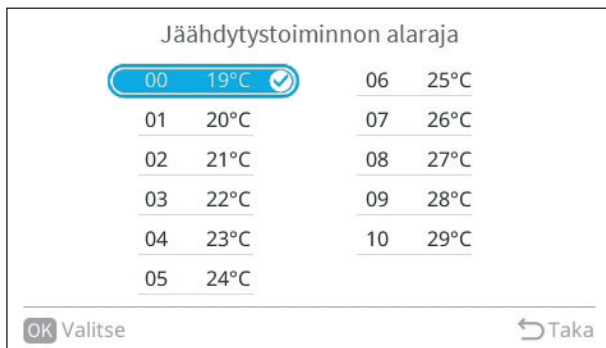 Jäähdytystoiminnon alaraja
00 19°C
01 20°C
02 21°C
03 22°C
04 23°C
05 24°C
06 25°C
07 26°C
08 27°C
09 28°C
10 29°C
OK Valitse
Taka